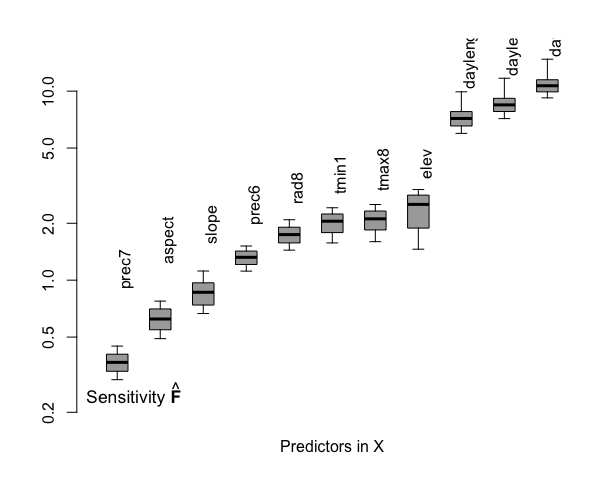 10.0
5.0
2.0
1.0
0.5
0.2
prec7
aspect
slope
prec6
rad8
tmin1
tmax8
elev
Sensitivity F̂
Predictors in X